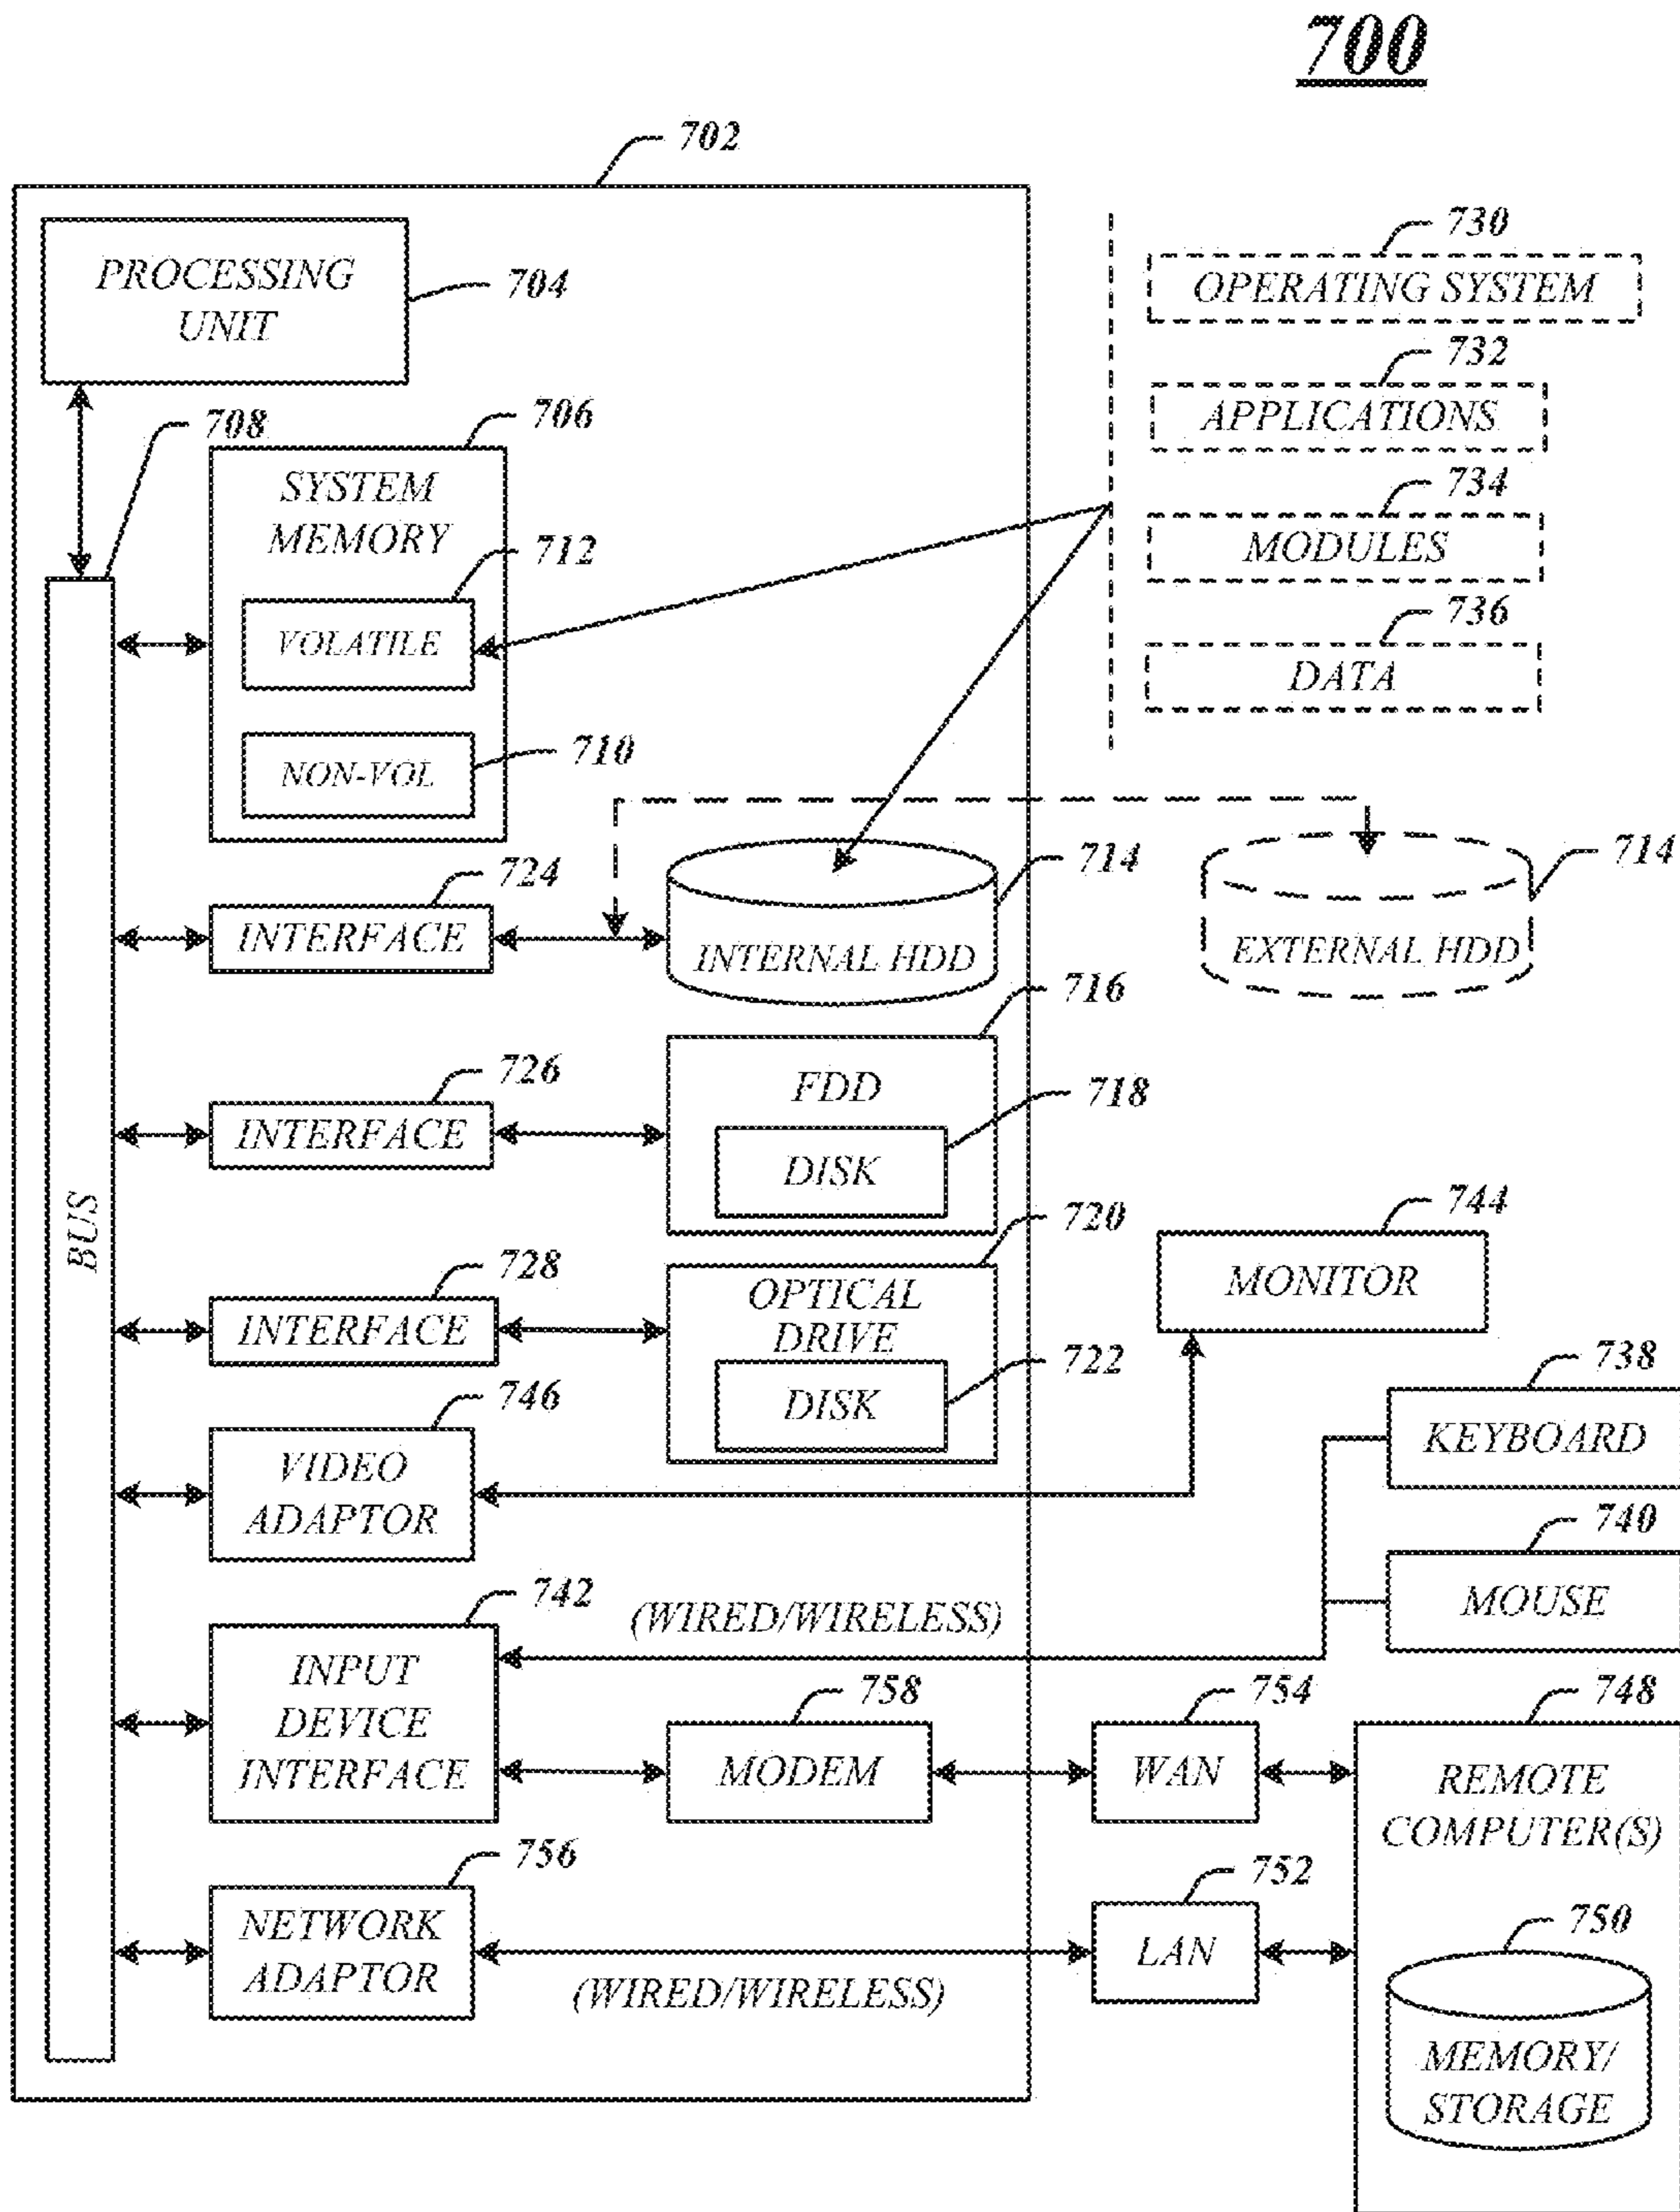 700
702
PROCESSING
UNIT
704
730
OPERATING SYSTEM
732
APPLICATIONS
734
MODULES
736
DATA
708
706
SYSTEM
MEMORY
712
VOLATILE
710
NON-VOL
724
INTERFACE
714
INTERNAL HDD
714
EXTERNAL HDD
716
FDD
726
INTERFACE
718
DISK
BUS
720
OPTICAL
DRIVE
728
INTERFACE
722
DISK
744
MONITOR
738
KEYBOARD
746
VIDEO
ADAPTOR
740
MOUSE
742
INPUT
DEVICE
INTERFACE
(WIRED/WIRELESS)
758
MODEM
754
WAN
748
REMOTE
COMPUTER(S)
756
NETWORK
ADAPTOR
(WIRED/WIRELESS)
752
LAN
750
MEMORY/
STORAGE